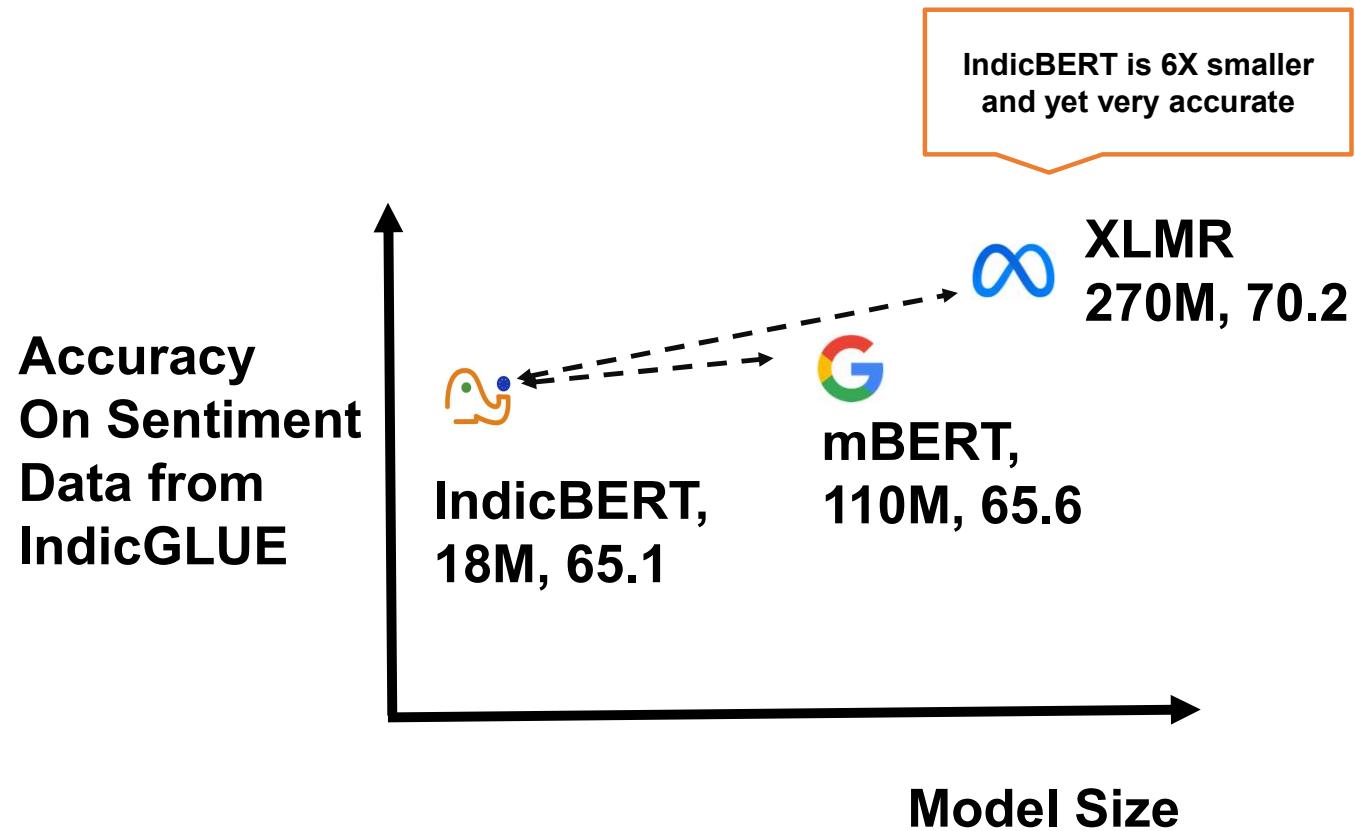 IndicBERT is 6X smaller
and yet very accurate
XLMR
270M, 70.2
Accuracy
On Sentiment
Data from
IndicGLUE
mBERT,
110M, 65.6
IndicBERT,
18M, 65.1
Model Size